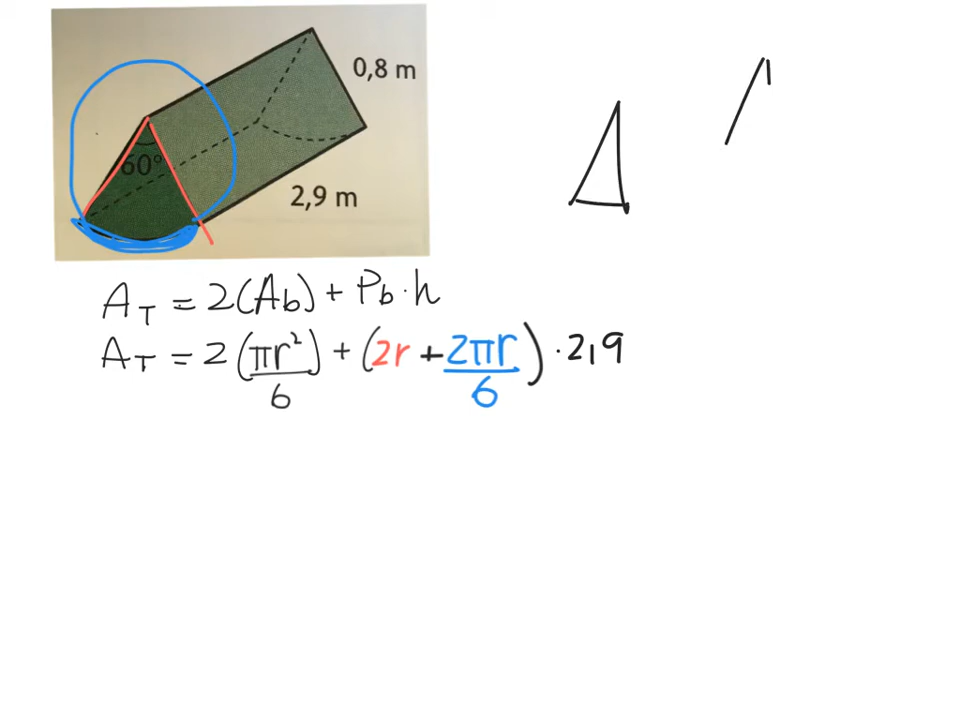 0,8 m
60°
2,9 m
A_T = 2(A_b) + P_b · h
A_T = 2(πr²/6) + (2r + 2πr/6) · 2,9